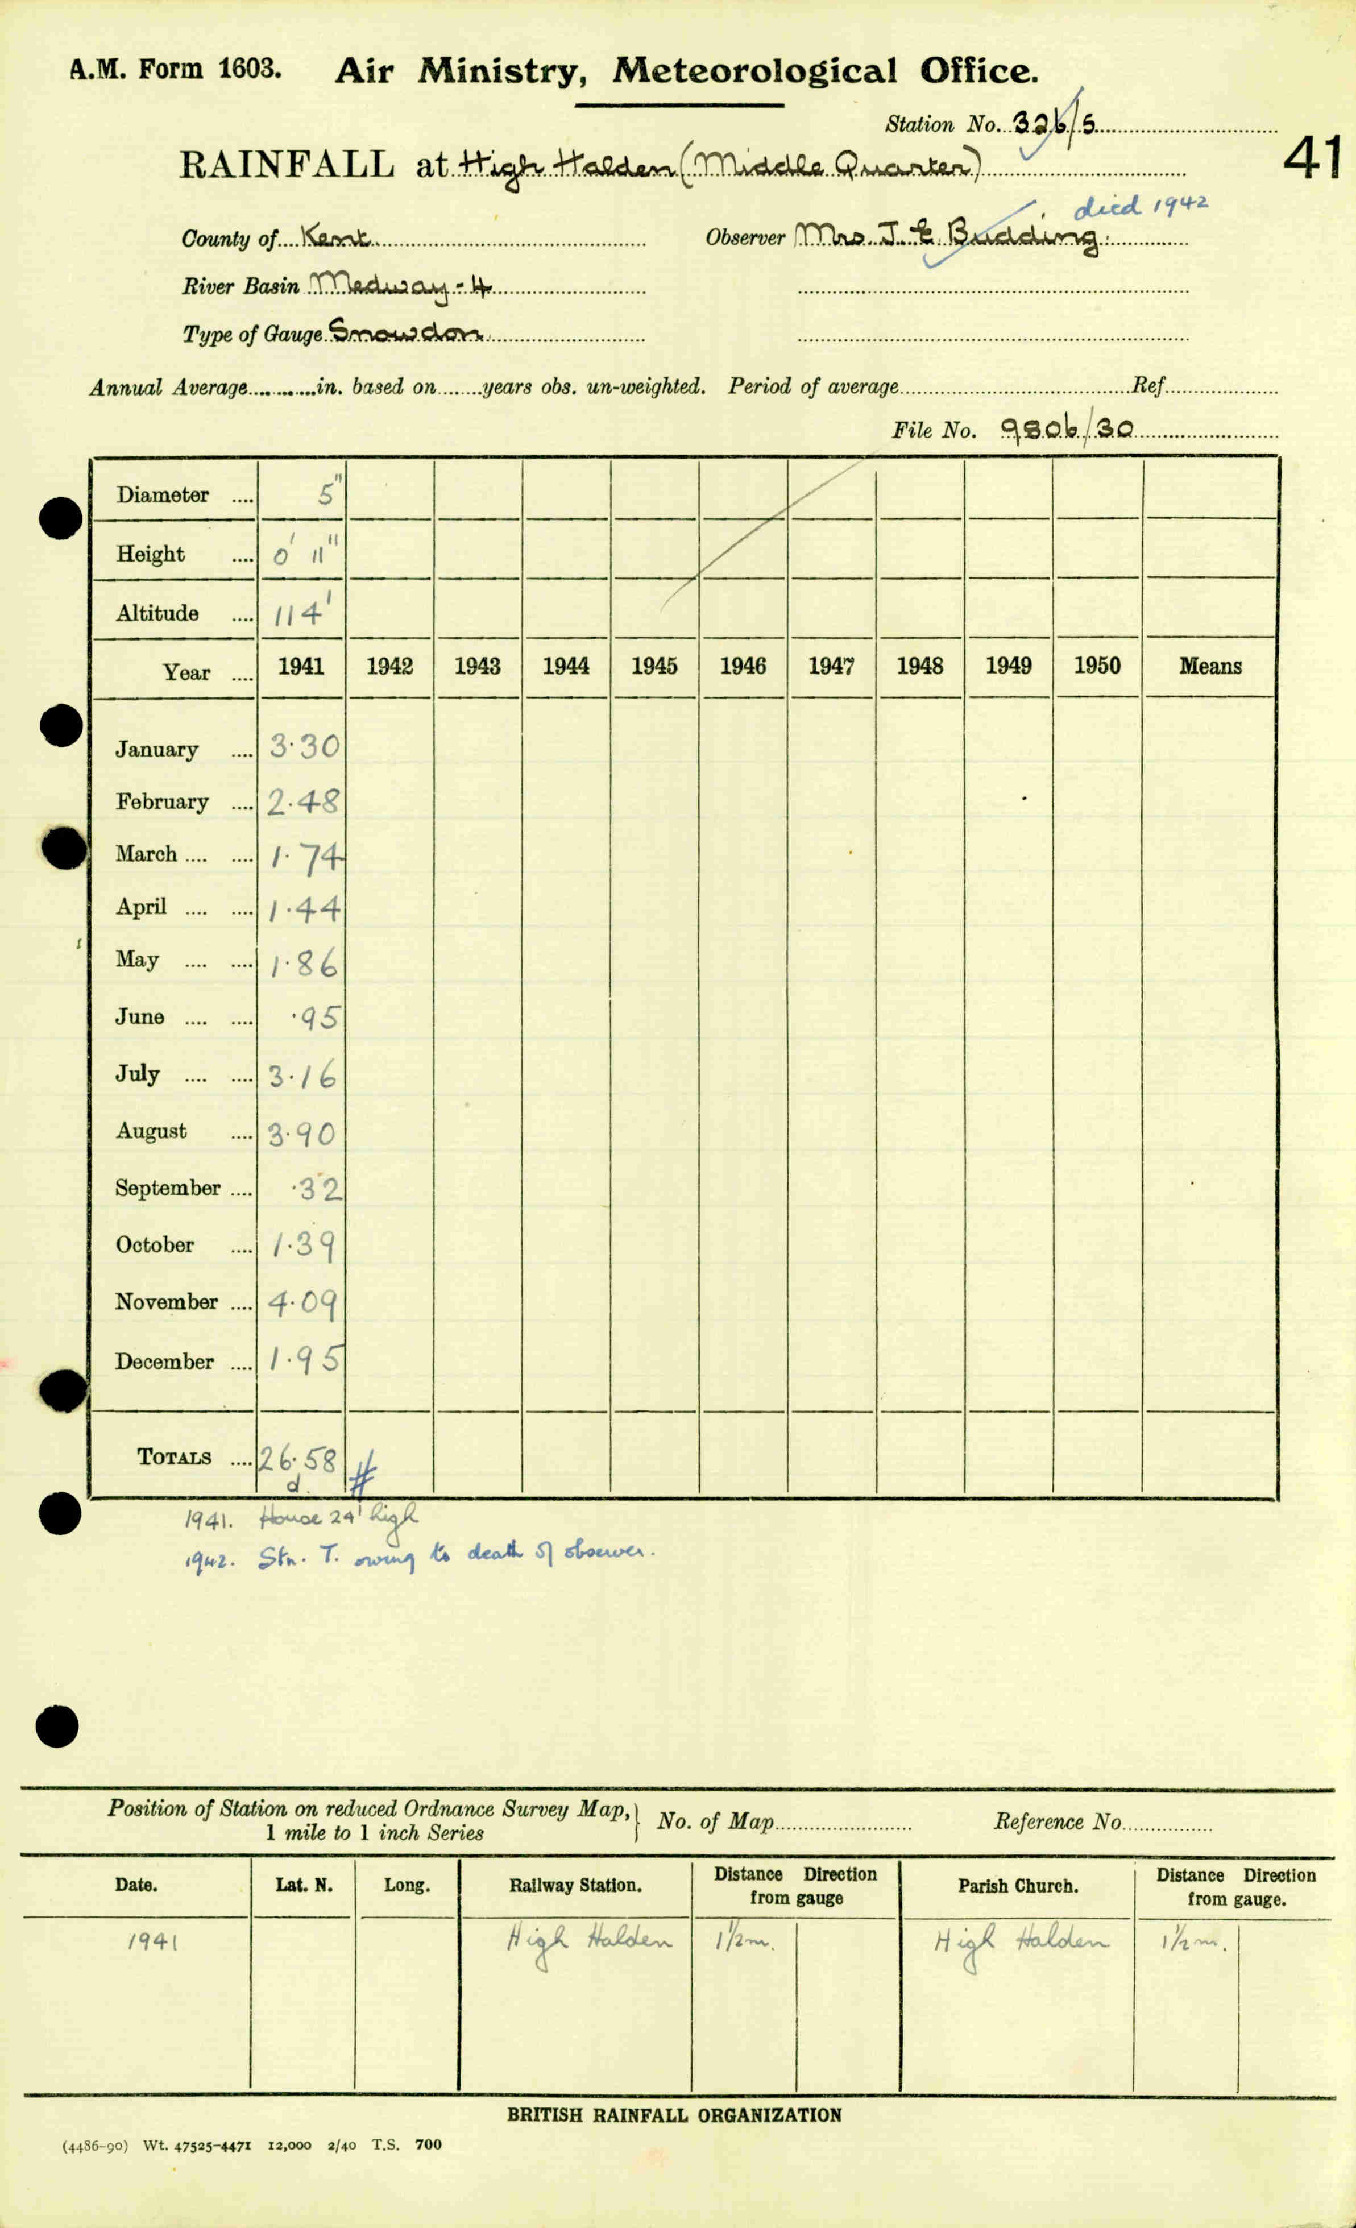 A.M. Form 1603. Air Ministry, Meteorological Office.
Station No. 326/5
RAINFALL at High Halden (Middle Quarter)
41
died 1942
County of Kent Observer Mrs J. E Budding.
River Basin Medway - 4
Type of Gauge Snowdon
Annual Average in. based on years obs. un-weighted. Period of average Ref
File No. 9806/30
Diameter .... 5"
Height .... 0' 11"
Altitude .... 114'
Year .... 1941 1942 1943 1944 1945 1946 1947 1948 1949 1950 Means
January .... 3.30
February .... 2.48
March .... .... 1.74
April .... .... 1.44
May .... .... 1.86
June .... .... .95
July .... .... 3.16
August .... 3.90
September .... .32
October .... 1.39
November .... 4.09
December .... 1.95
TOTALS .... 26.58 #
d
1941. House 24' high
1942. Stn. T. owing to death of observer.
Position of Station on reduced Ordnance Survey Map,} No. of Map Reference No.
1 mile to 1 inch Series
Date. Lat. N. Long. Railway Station. Distance Direction from gauge Parish Church. Distance Direction from gauge.
1941 High Halden 1½m. High Halden 1½m.
BRITISH RAINFALL ORGANIZATION
(4486-90) Wt. 47525-4471 12,000 2/40 T.S. 700